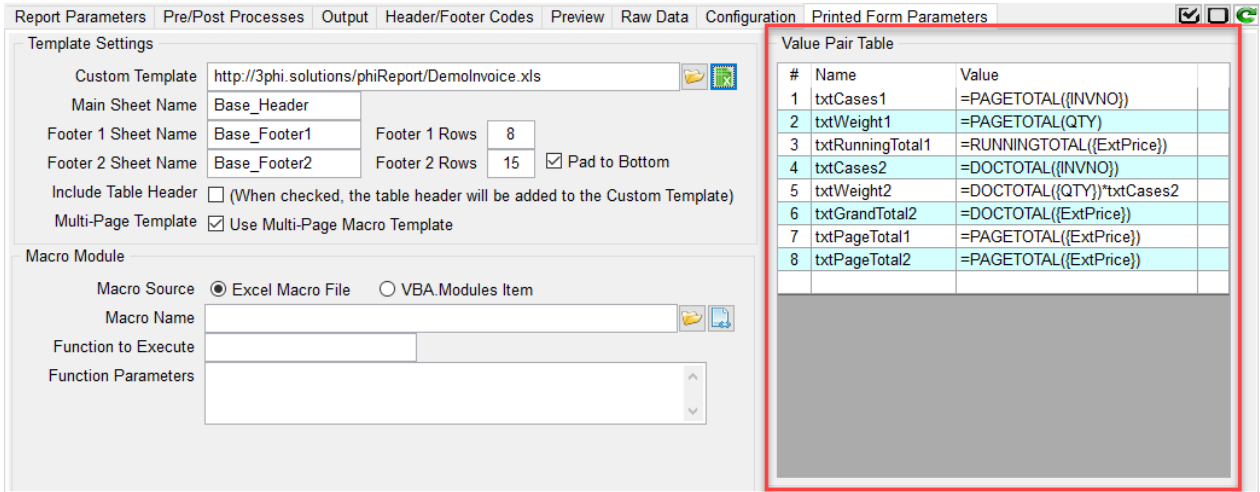 Report Parameters Pre/Post Processes Output Header/Footer Codes Preview Raw Data Configuration Printed Form Parameters
Template Settings
Custom Template http://3phi.solutions/phiReport/DemoInvoice.xls
Main Sheet Name Base_Header
Footer 1 Sheet Name Base_Footer1 Footer 1 Rows 8
Footer 2 Sheet Name Base_Footer2 Footer 2 Rows 15 Pad to Bottom
Include Table Header (When checked, the table header will be added to the Custom Template)
Multi-Page Template Use Multi-Page Macro Template
Macro Module
Macro Source Excel Macro File VBA.Modules Item
Macro Name
Function to Execute
Function Parameters
Value Pair Table
# Name Value
1 txtCases1 =PAGETOTAL({INVNO})
2 txtWeight1 =PAGETOTAL(QTY)
3 txtRunningTotal1 =RUNNINGTOTAL({ExtPrice})
4 txtCases2 =DOCTOTAL({INVNO})
5 txtWeight2 =DOCTOTAL({QTY})*txtCases2
6 txtGrandTotal2 =DOCTOTAL({ExtPrice})
7 txtPageTotal1 =PAGETOTAL({ExtPrice})
8 txtPageTotal2 =PAGETOTAL({ExtPrice})